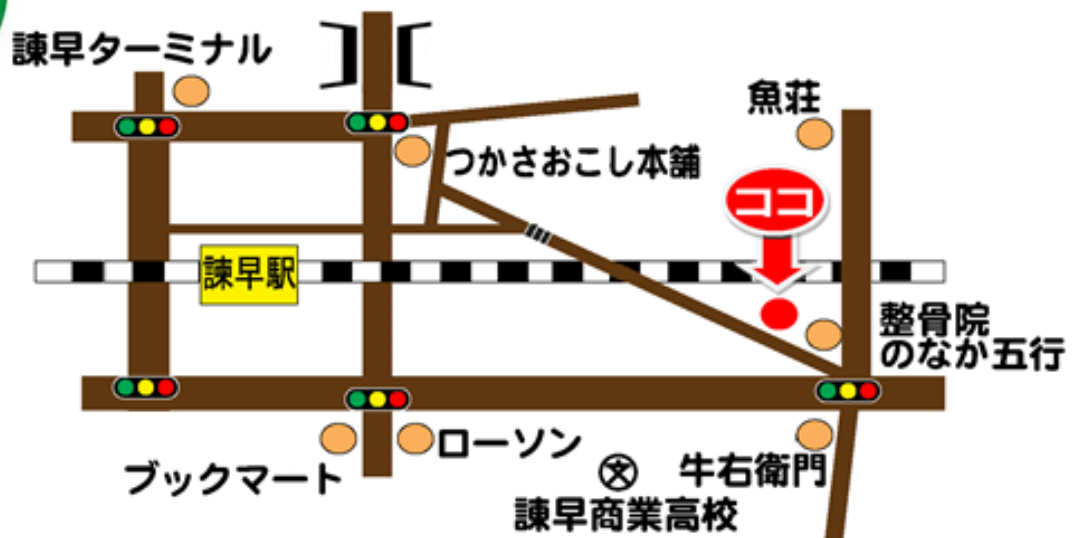 諫早ターミナル
魚荘
つかさおこし本舗
ココ
諫早駅
整骨院
のなか五行
ローソン
ブックマート
牛右衛門
諫早商業高校